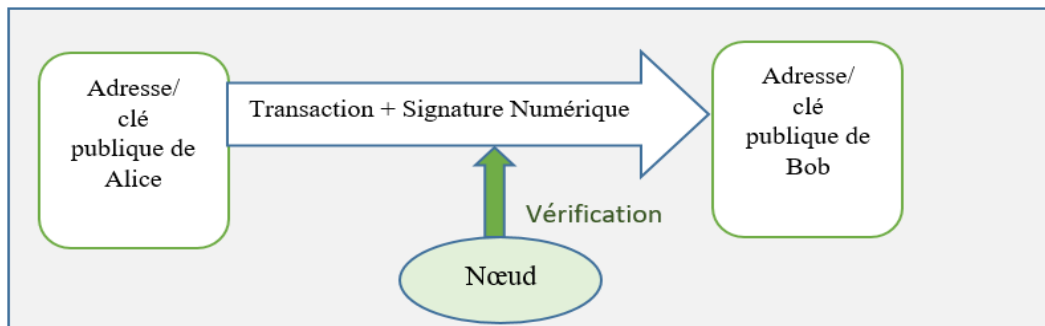 Adresse/
clé
publique de
Alice
Transaction + Signature Numérique
Adresse/
clé
publique de
Bob
Vérification
Nœud